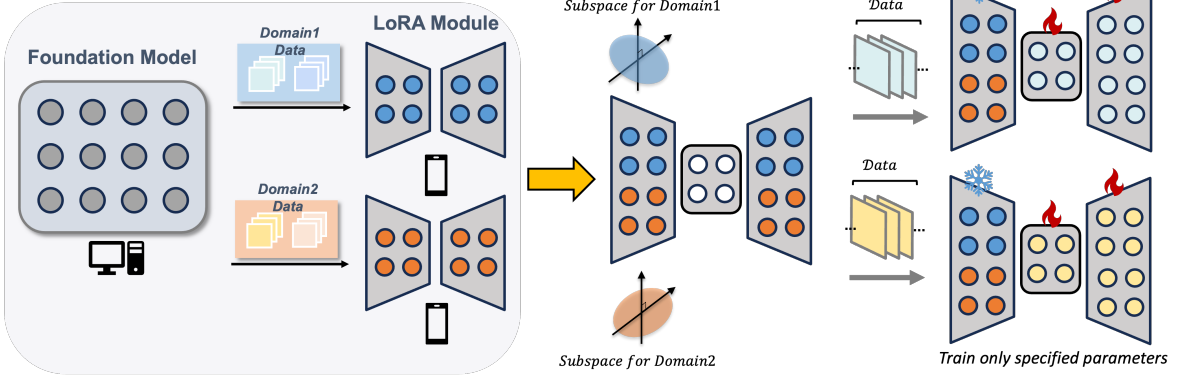 Foundation Model
Domain1
Data
LoRA Module
Domain2
Data
Subspace for Domain1
Subspace for Domain2
Data
...
...
Data
...
...
Train only specified parameters